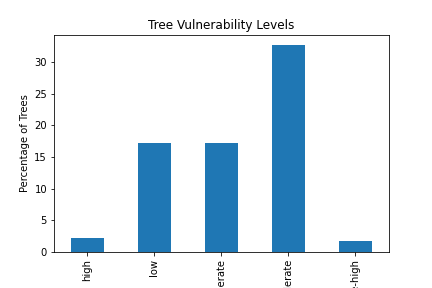 Tree Vulnerability Levels
Percentage of Trees
30
25
20
15
10
5
0
high
low
erate
erate
-high